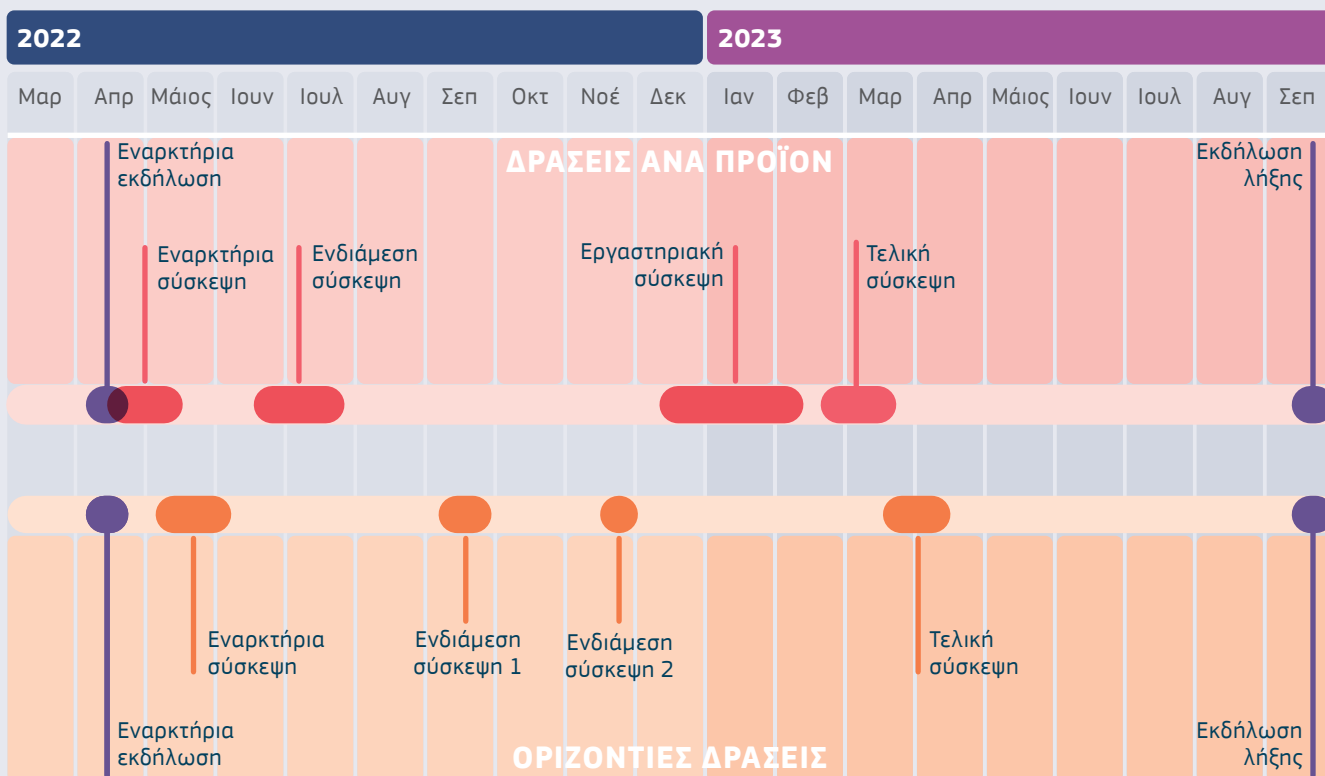 2022
2023
Μαρ Απρ Μάιος Ιουν Ιουλ Αυγ Σεπ Οκτ Νοέ Δεκ Ιαν Φεβ Μαρ Απρ Μάιος Ιουν Ιουλ Αυγ Σεπ
ΔΡΑΣΕΙΣ ΑΝΑ ΠΡΟΪΟΝ
Εναρκτήρια
εκδήλωση
Εκδήλωση
λήξης
Εναρκτήρια
σύσκεψη
Ενδιάμεση
σύσκεψη
Εργαστηριακή
σύσκεψη
Τελική
σύσκεψη
Εναρκτήρια
σύσκεψη
Ενδιάμεση
σύσκεψη 1
Ενδιάμεση
σύσκεψη 2
Τελική
σύσκεψη
Εναρκτήρια
εκδήλωση
Εκδήλωση
λήξης
ΟΡΙΖΟΝΤΙΕΣ ΔΡΑΣΕΙΣ